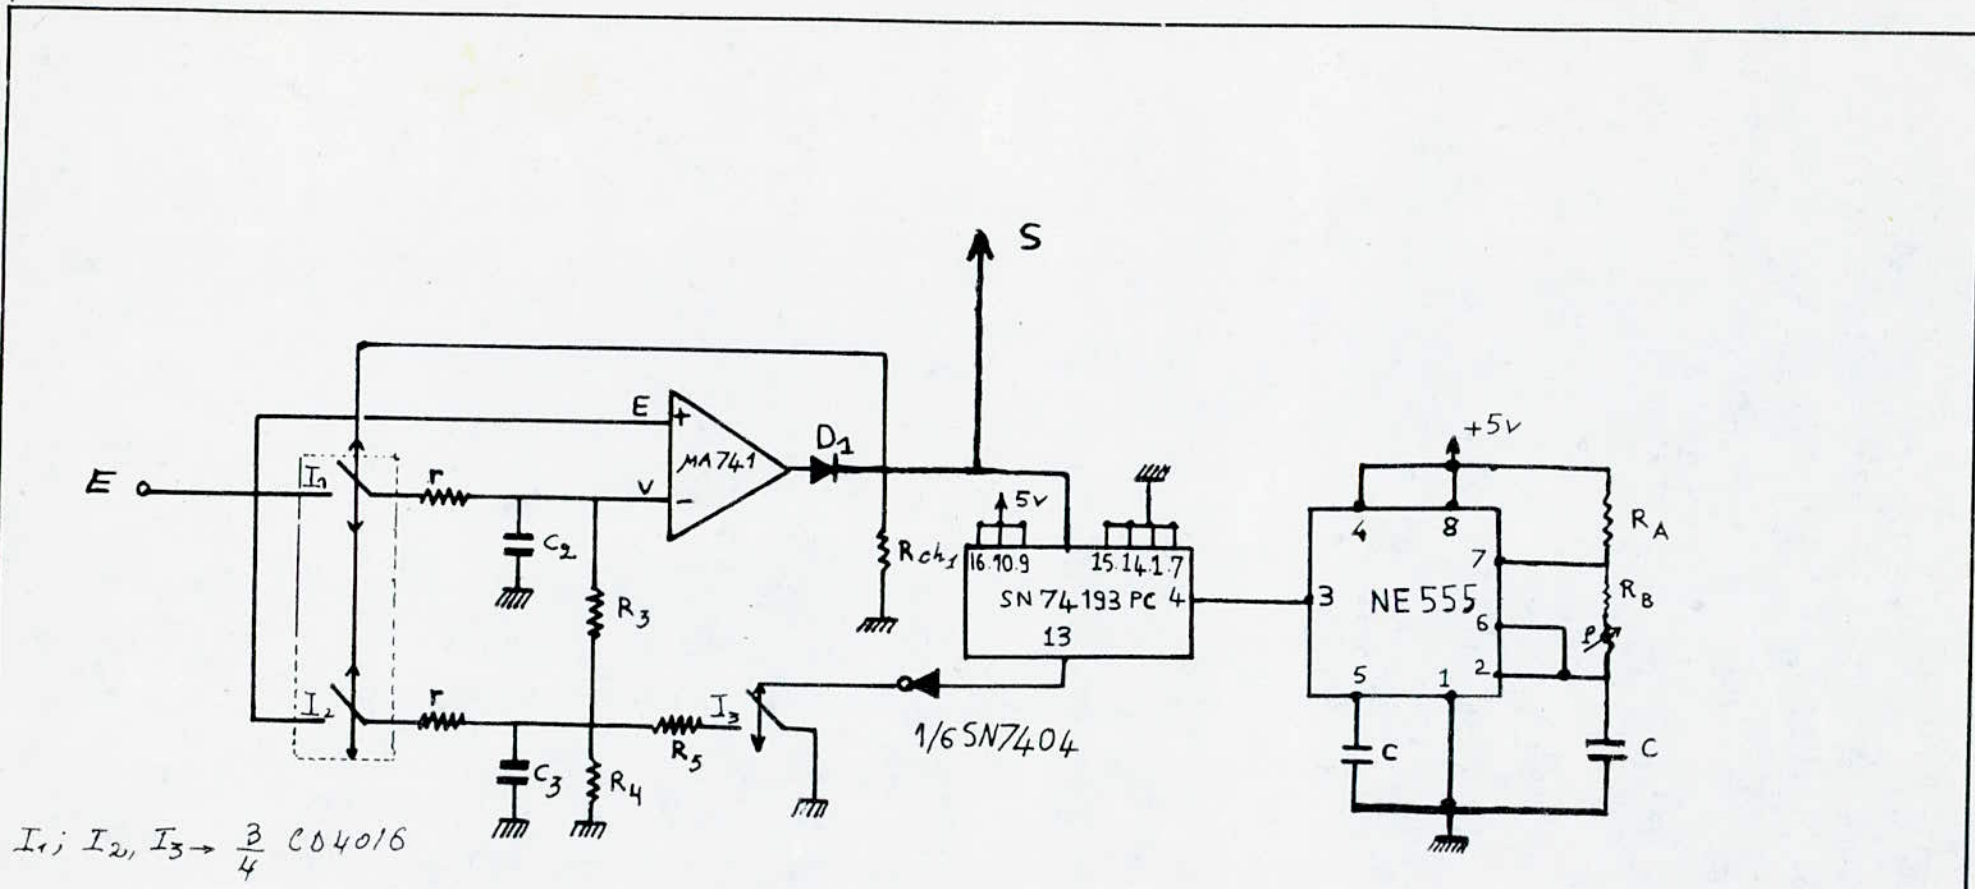 S
E
V
+
-
MA741
D1
E
I1
r
C2
R3
Rch1
5v
16.10.9
15.14.1.7
SN 74193 PC 4
13
+5v
4
8
7
3
NE 555
6
2
5
1
RA
RB
P
C
C
I2
r
C3
R4
R5
I3
1/6 SN7404
I1; I2, I3 → 3/4 CD4016